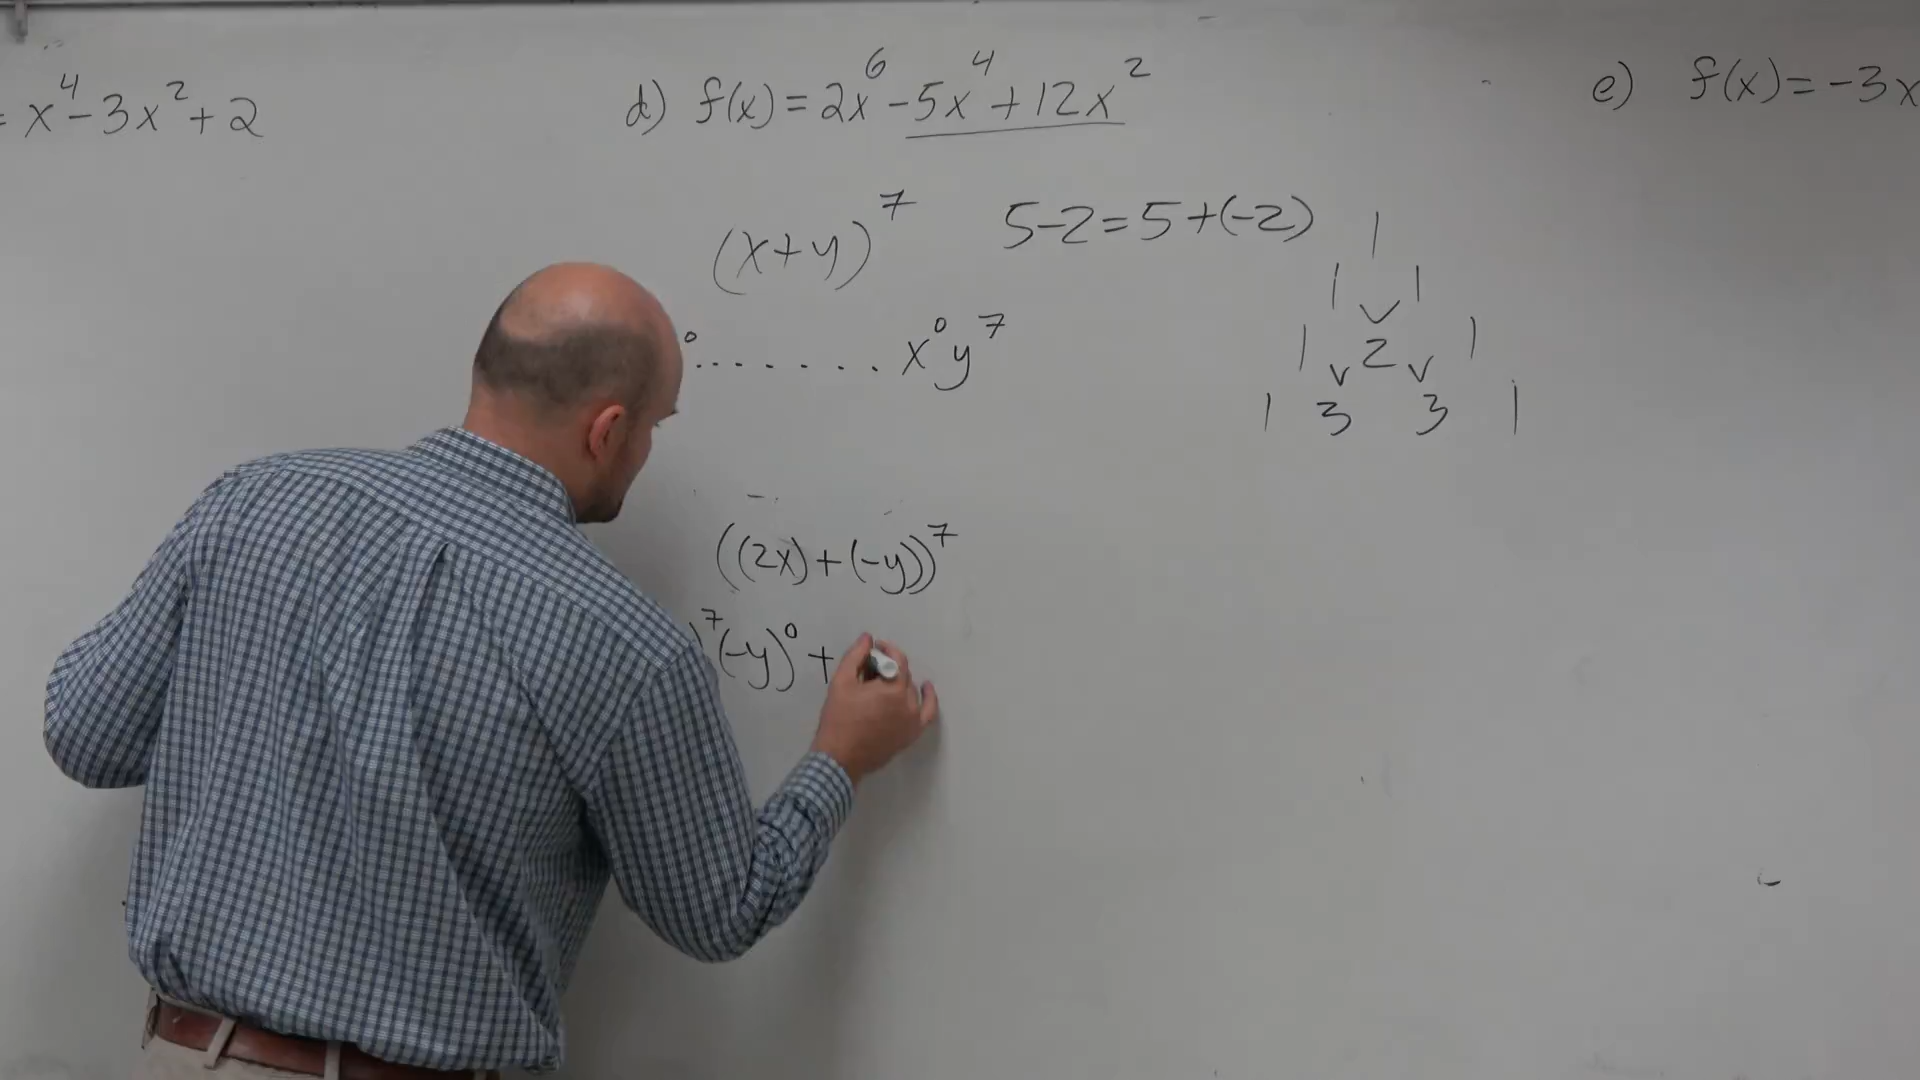 = x⁴-3x²+2
d) f(x)=2x⁶-5x⁴+12x²
e) f(x)=-3x
(x+y)⁷
5-2=5+(-2)
⁰....... x⁰y⁷
1
1 1
1 2 1
1 3 3 1
((2x)+(-y))⁷
)⁷(-y)⁰+